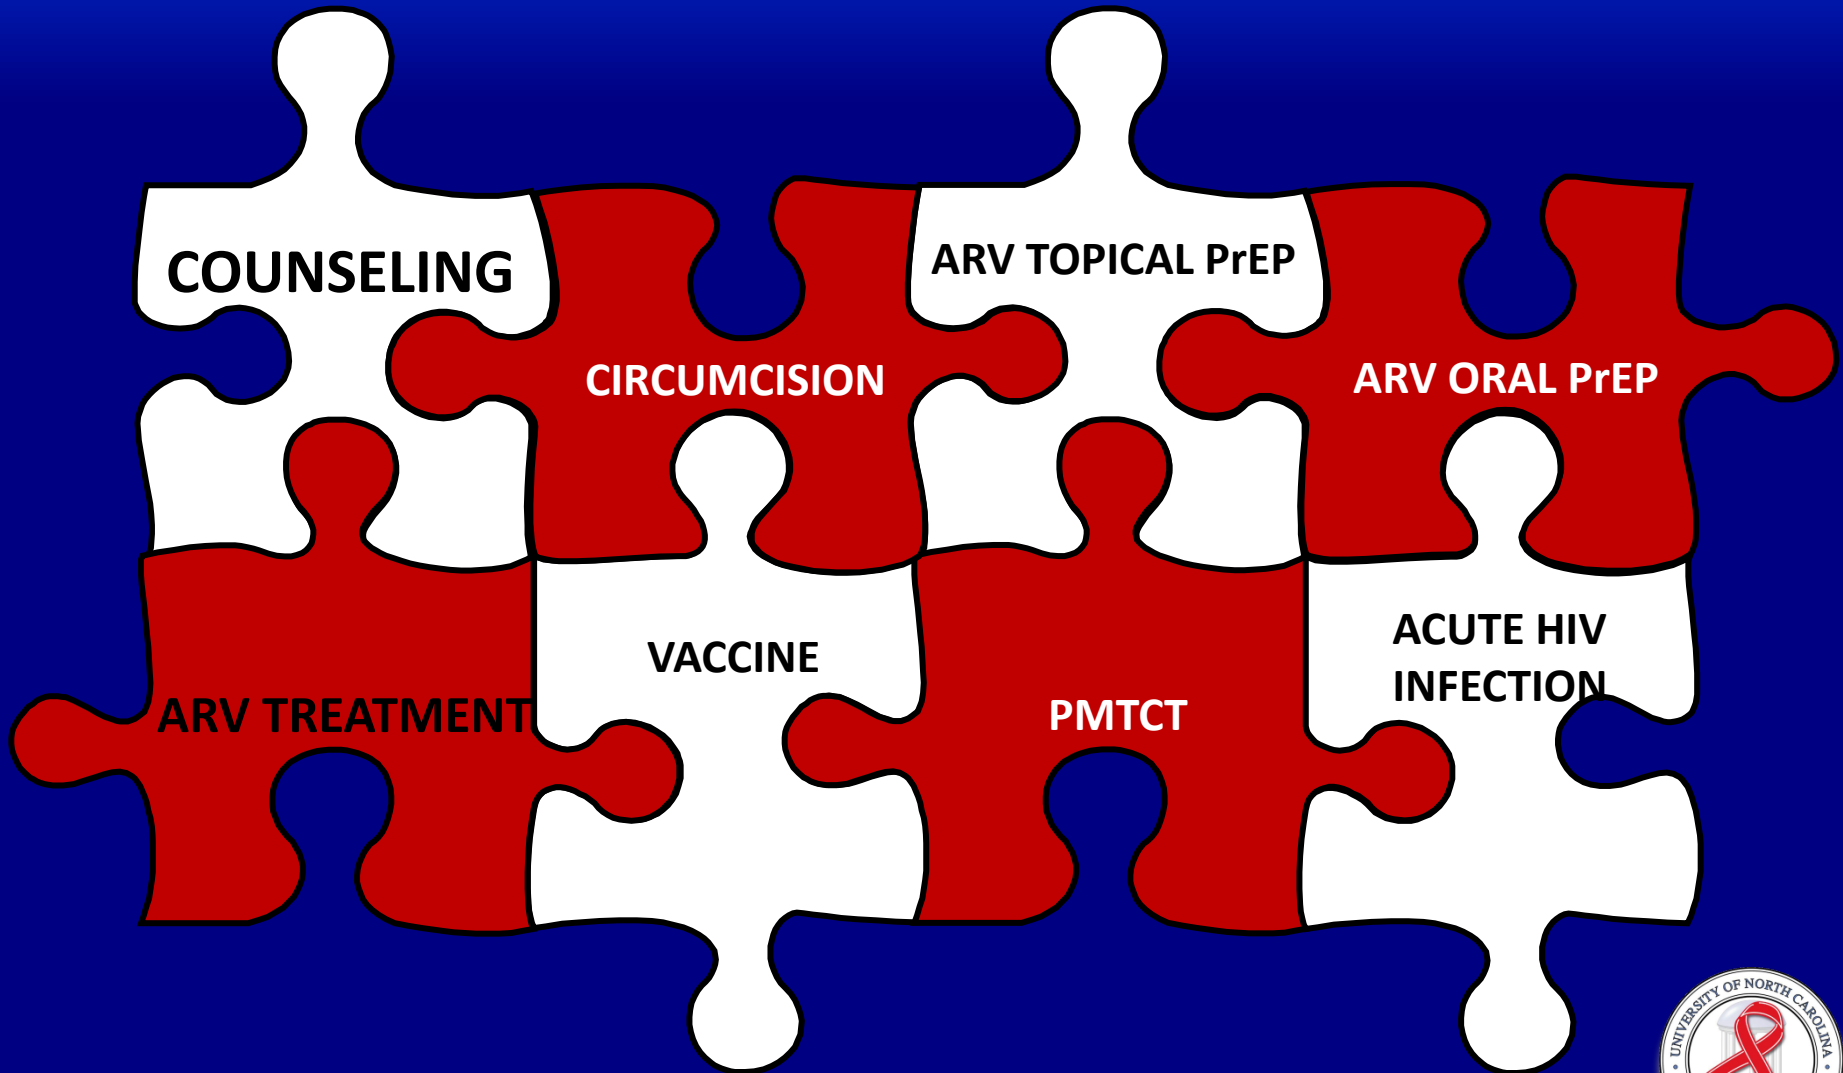 COUNSELING
ARV TOPICAL PrEP
CIRCUMCISION
ARV ORAL PrEP
VACCINE
ACUTE HIV
INFECTION
ARV TREATMENT
PMTCT
UNIVERSITY OF NORTH CAROLINA